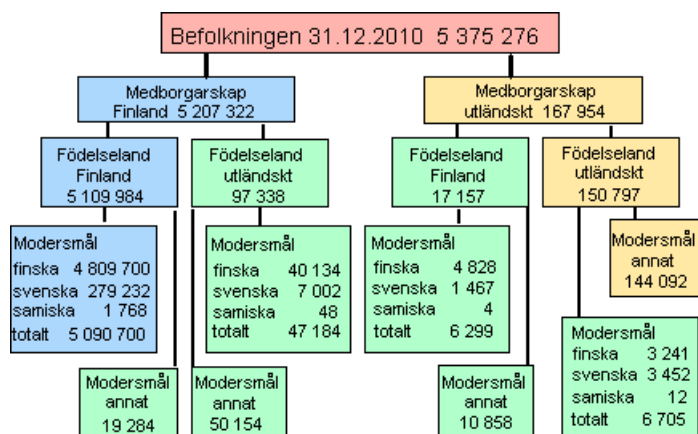 Befolkningen 31.12.2010 5 375 276
Medborgarskap
Finland 5 207 322
Medborgarskap
utländskt 167 954
Födelseland
Finland
5 109 984
Födelseland
utländskt
97 338
Födelseland
Finland
17 157
Födelseland
utländskt
150 797
Modersmål
finska 4 809 700
svenska 279 232
samiska 1 768
totalt 5 090 700
Modersmål
finska 40 134
svenska 7 002
samiska 48
totalt 47 184
Modersmål
finska 4 828
svenska 1 467
samiska 4
totalt 6 299
Modersmål
annat
144 092
Modersmål
finska 3 241
svenska 3 452
samiska 12
totalt 6 705
Modersmål
annat
19 284
Modersmål
annat
50 154
Modersmål
annat
10 858